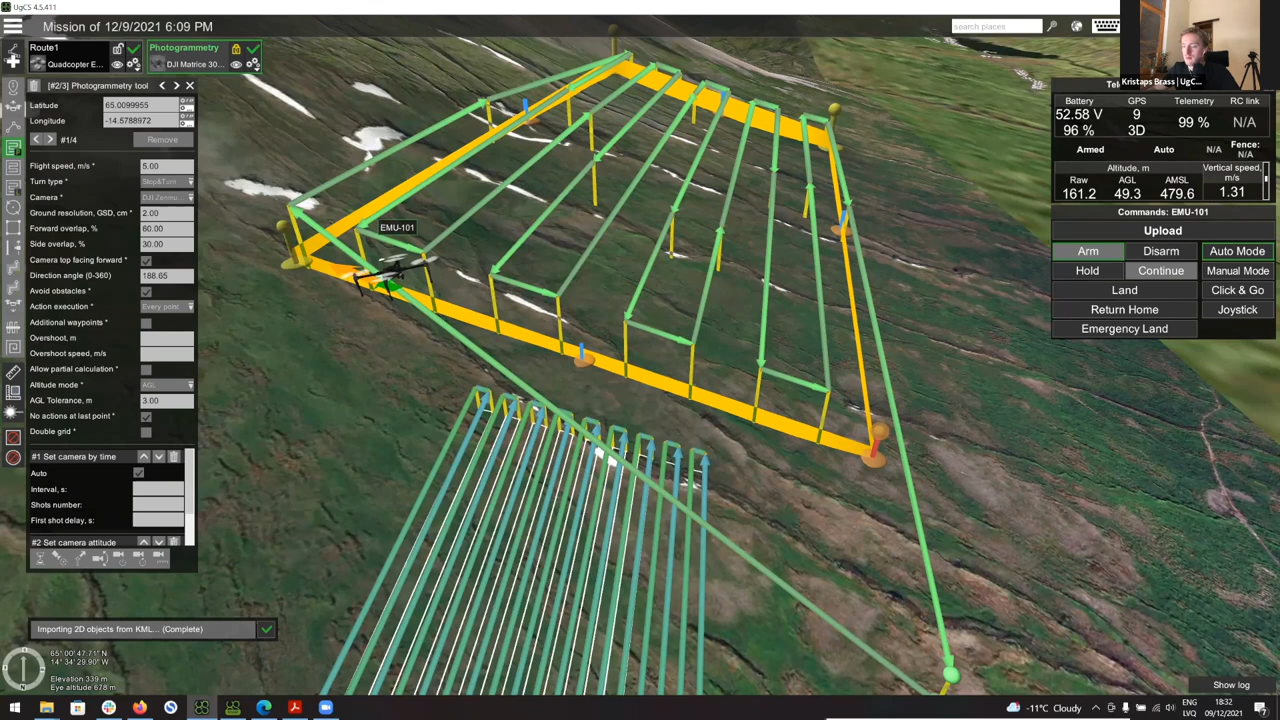 UgCS 4.5.411
Mission of 12/9/2021 6:09 PM
search places
Route1
Quadcopter E...
Photogrammetry
DJI Matrice 30...
[#2/3] Photogrammetry tool
Latitude 65.0099955
Longitude -14.5788972
#1/4 Remove
Flight speed, m/s * 5.00
Turn type * Stop&Turn
Camera * DJI Zenmu...
Ground resolution, GSD, cm * 2.00
Forward overlap, % 60.00
Side overlap, % 30.00
Camera top facing forward *
Direction angle (0-360) 188.65
Avoid obstacles *
Action execution * Every point
Additional waypoints *
Overshoot, m
Overshoot speed, m/s
Allow partial calculation *
Altitude mode * AGL
AGL Tolerance, m 3.00
No actions at last point *
Double grid *
#1 Set camera by time
Auto
Interval, s:
Shots number:
First shot delay, s:
#2 Set camera attitude
Importing 2D objects from KML... (Complete)
65° 00' 47.71" N
14° 34' 29.90" W
Elevation 339 m
Eye altitude 678 m
EMU-101
Kristaps Brass | UgC...
Tel
Battery GPS Telemetry RC link
52.58 V 9 99 % N/A
96 % 3D
Armed Auto N/A Fence: N/A
Altitude, m Vertical speed, m/s
Raw AGL AMSL
161.2 49.3 479.6 1.31
Commands: EMU-101
Upload
Arm Disarm Auto Mode
Hold Continue Manual Mode
Land Click & Go
Return Home Joystick
Emergency Land
Show log
-11°C Cloudy
ENG
LVQ
18:32
09/12/2021
7